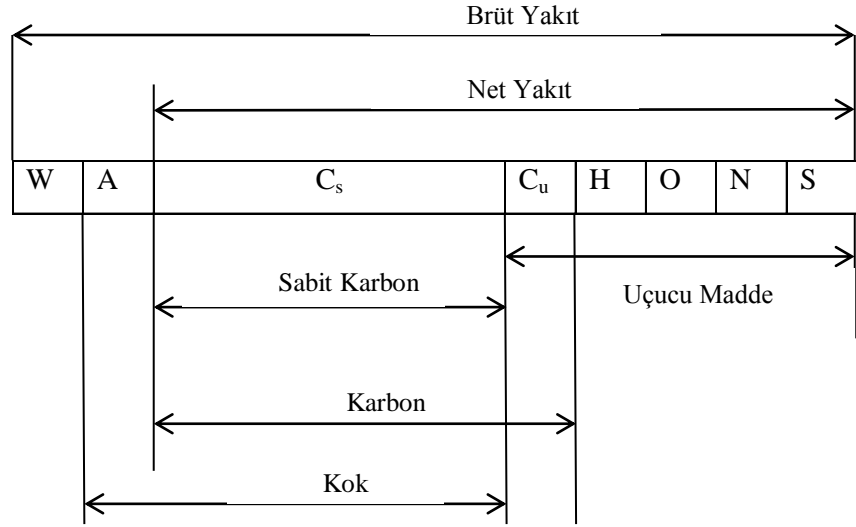 Brüt Yakıt
Net Yakıt
W A Cs Cu H O N S
Sabit Karbon
Uçucu Madde
Karbon
Kok